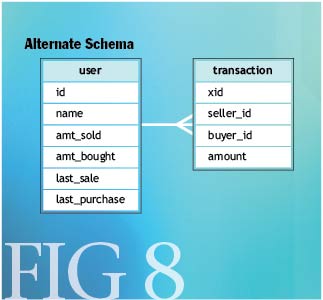 Alternate Schema
user
id
name
amt_sold
amt_bought
last_sale
last_purchase
transaction
xid
seller_id
buyer_id
amount
FIG 8